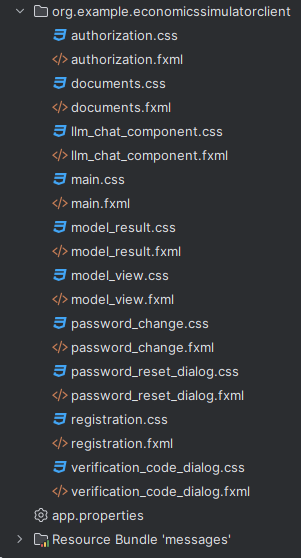 org.example.economicssimulatorclient
authorization.css
authorization.fxml
documents.css
documents.fxml
llm_chat_component.css
llm_chat_component.fxml
main.css
main.fxml
model_result.css
model_result.fxml
model_view.css
model_view.fxml
password_change.css
password_change.fxml
password_reset_dialog.css
password_reset_dialog.fxml
registration.css
registration.fxml
verification_code_dialog.css
verification_code_dialog.fxml
app.properties
Resource Bundle 'messages'